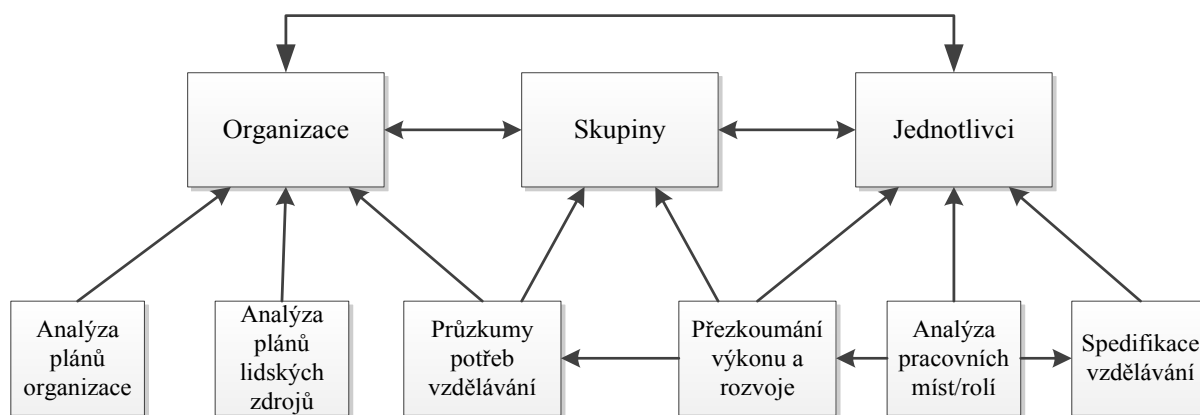 Organizace
Skupiny
Jednotlivci
Analýza
plánů
organizace
Analýza
plánů
lidských
zdrojů
Průzkumy
potřeb
vzdělávání
Přezkoumání
výkonu a
rozvoje
Analýza
pracovních
míst/rolí
Spedifikace
vzdělávání